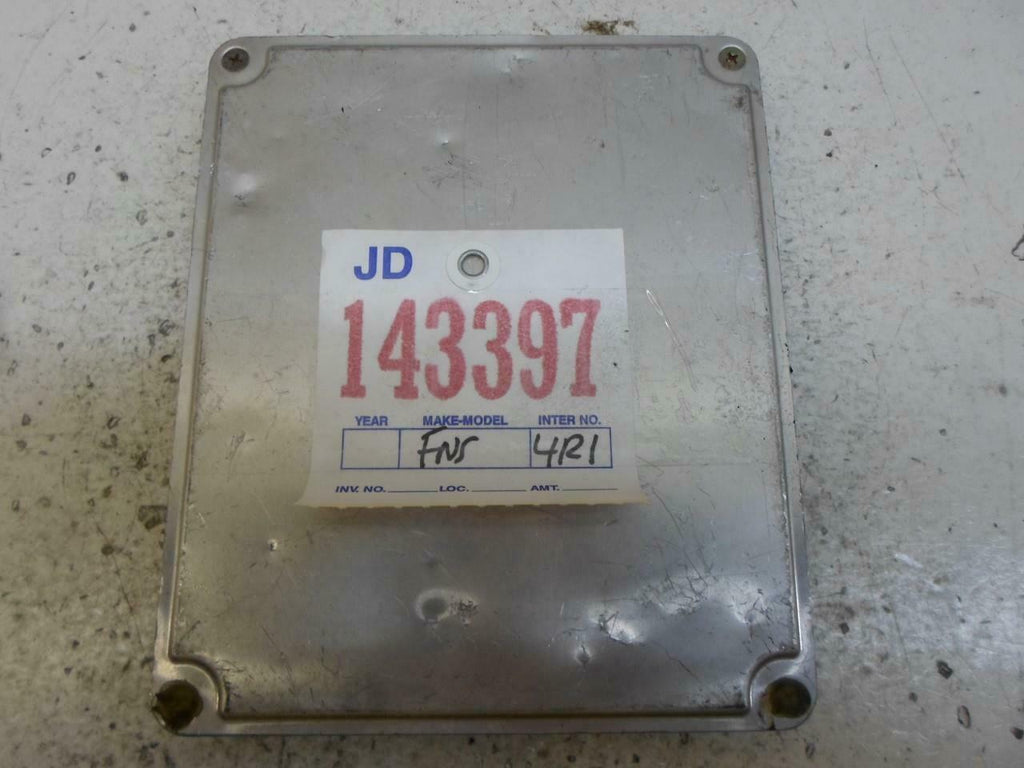 JD
143397
YEAR MAKE-MODEL INTER NO.
FNS 4R1
INV. NO. LOC. AMT.